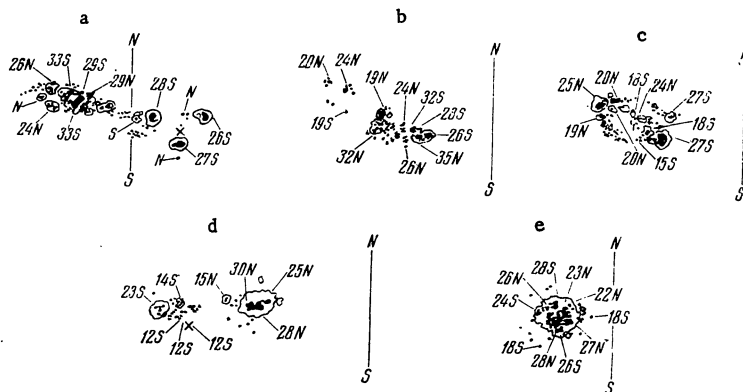 a
b
c
N
26N 33S 29S 29N 28S N
N 24N 33S S N 26S 27S
S
20N 24N
19N 24N 32S 28S 26S
19S 32N 26N 35N
N
S
25N 20N 18S 24N 27S
19N 20N 15S 18S 27S
S
d
e
N
14S 15N 30N 25N
23S
12S 12S 12S 28N
S
N
28S 23N
26N 22N
24S 18S
18S 28N 26S 27N
S